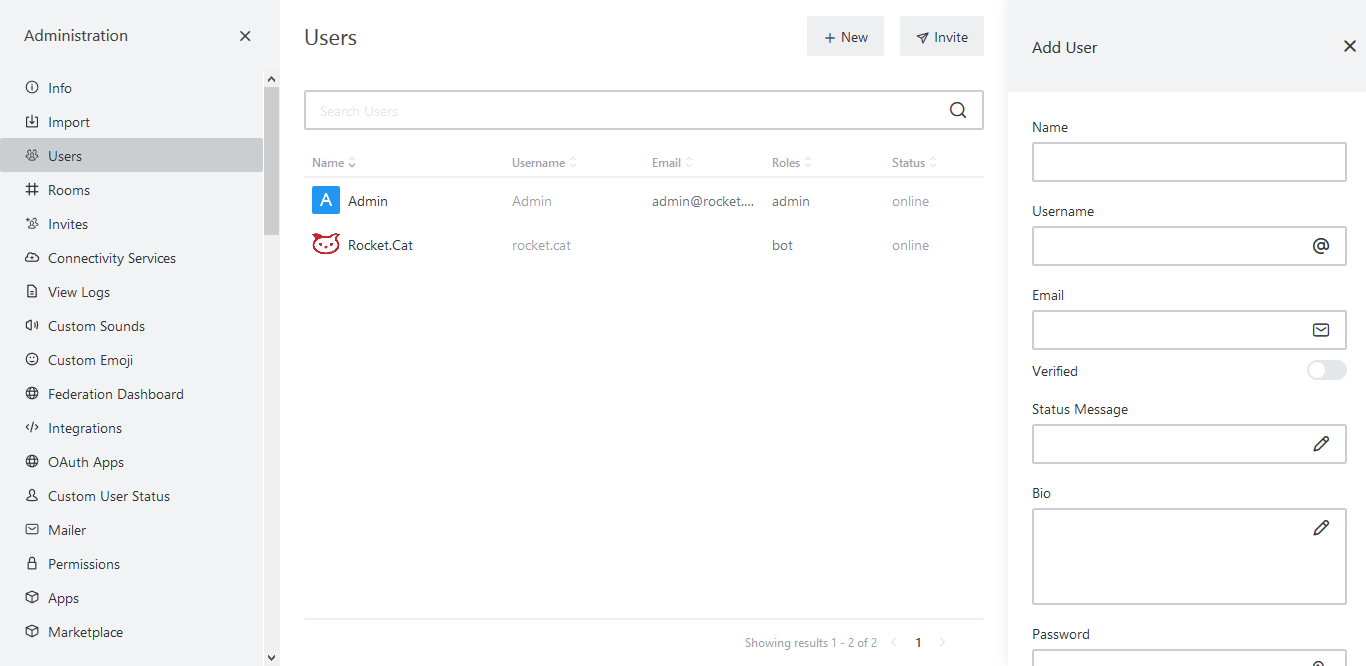 Administration
Info
Import
Users
Rooms
Invites
Connectivity Services
View Logs
Custom Sounds
Custom Emoji
Federation Dashboard
Integrations
OAuth Apps
Custom User Status
Mailer
Permissions
Apps
Marketplace
Users
New
Invite
Search Users
Name Username Email Roles Status
A Admin Admin admin@rocket.... admin online
Rocket.Cat rocket.cat bot online
Showing results 1 - 2 of 2 1
Add User
Name
Username
@
Email
Verified
Status Message
Bio
Password